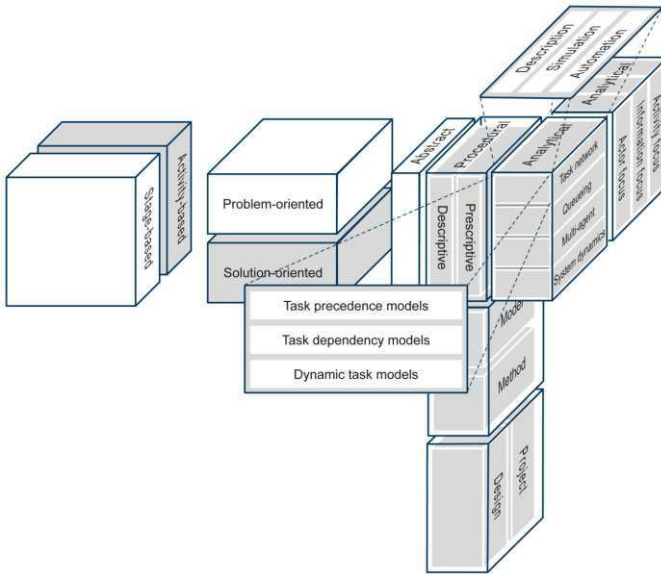 Description
Simulation
Automation
Analytical
Activity focus
Information focus
Actor focus
Activity-based
Stage-based
Problem-oriented
Solution-oriented
Abstract
Procedural
Analytical
Descriptive
Prescriptive
Task network
Queueing
Multi-agent
System dynamics
Task precedence models
Task dependency models
Dynamic task models
Model
Method
Project
Design